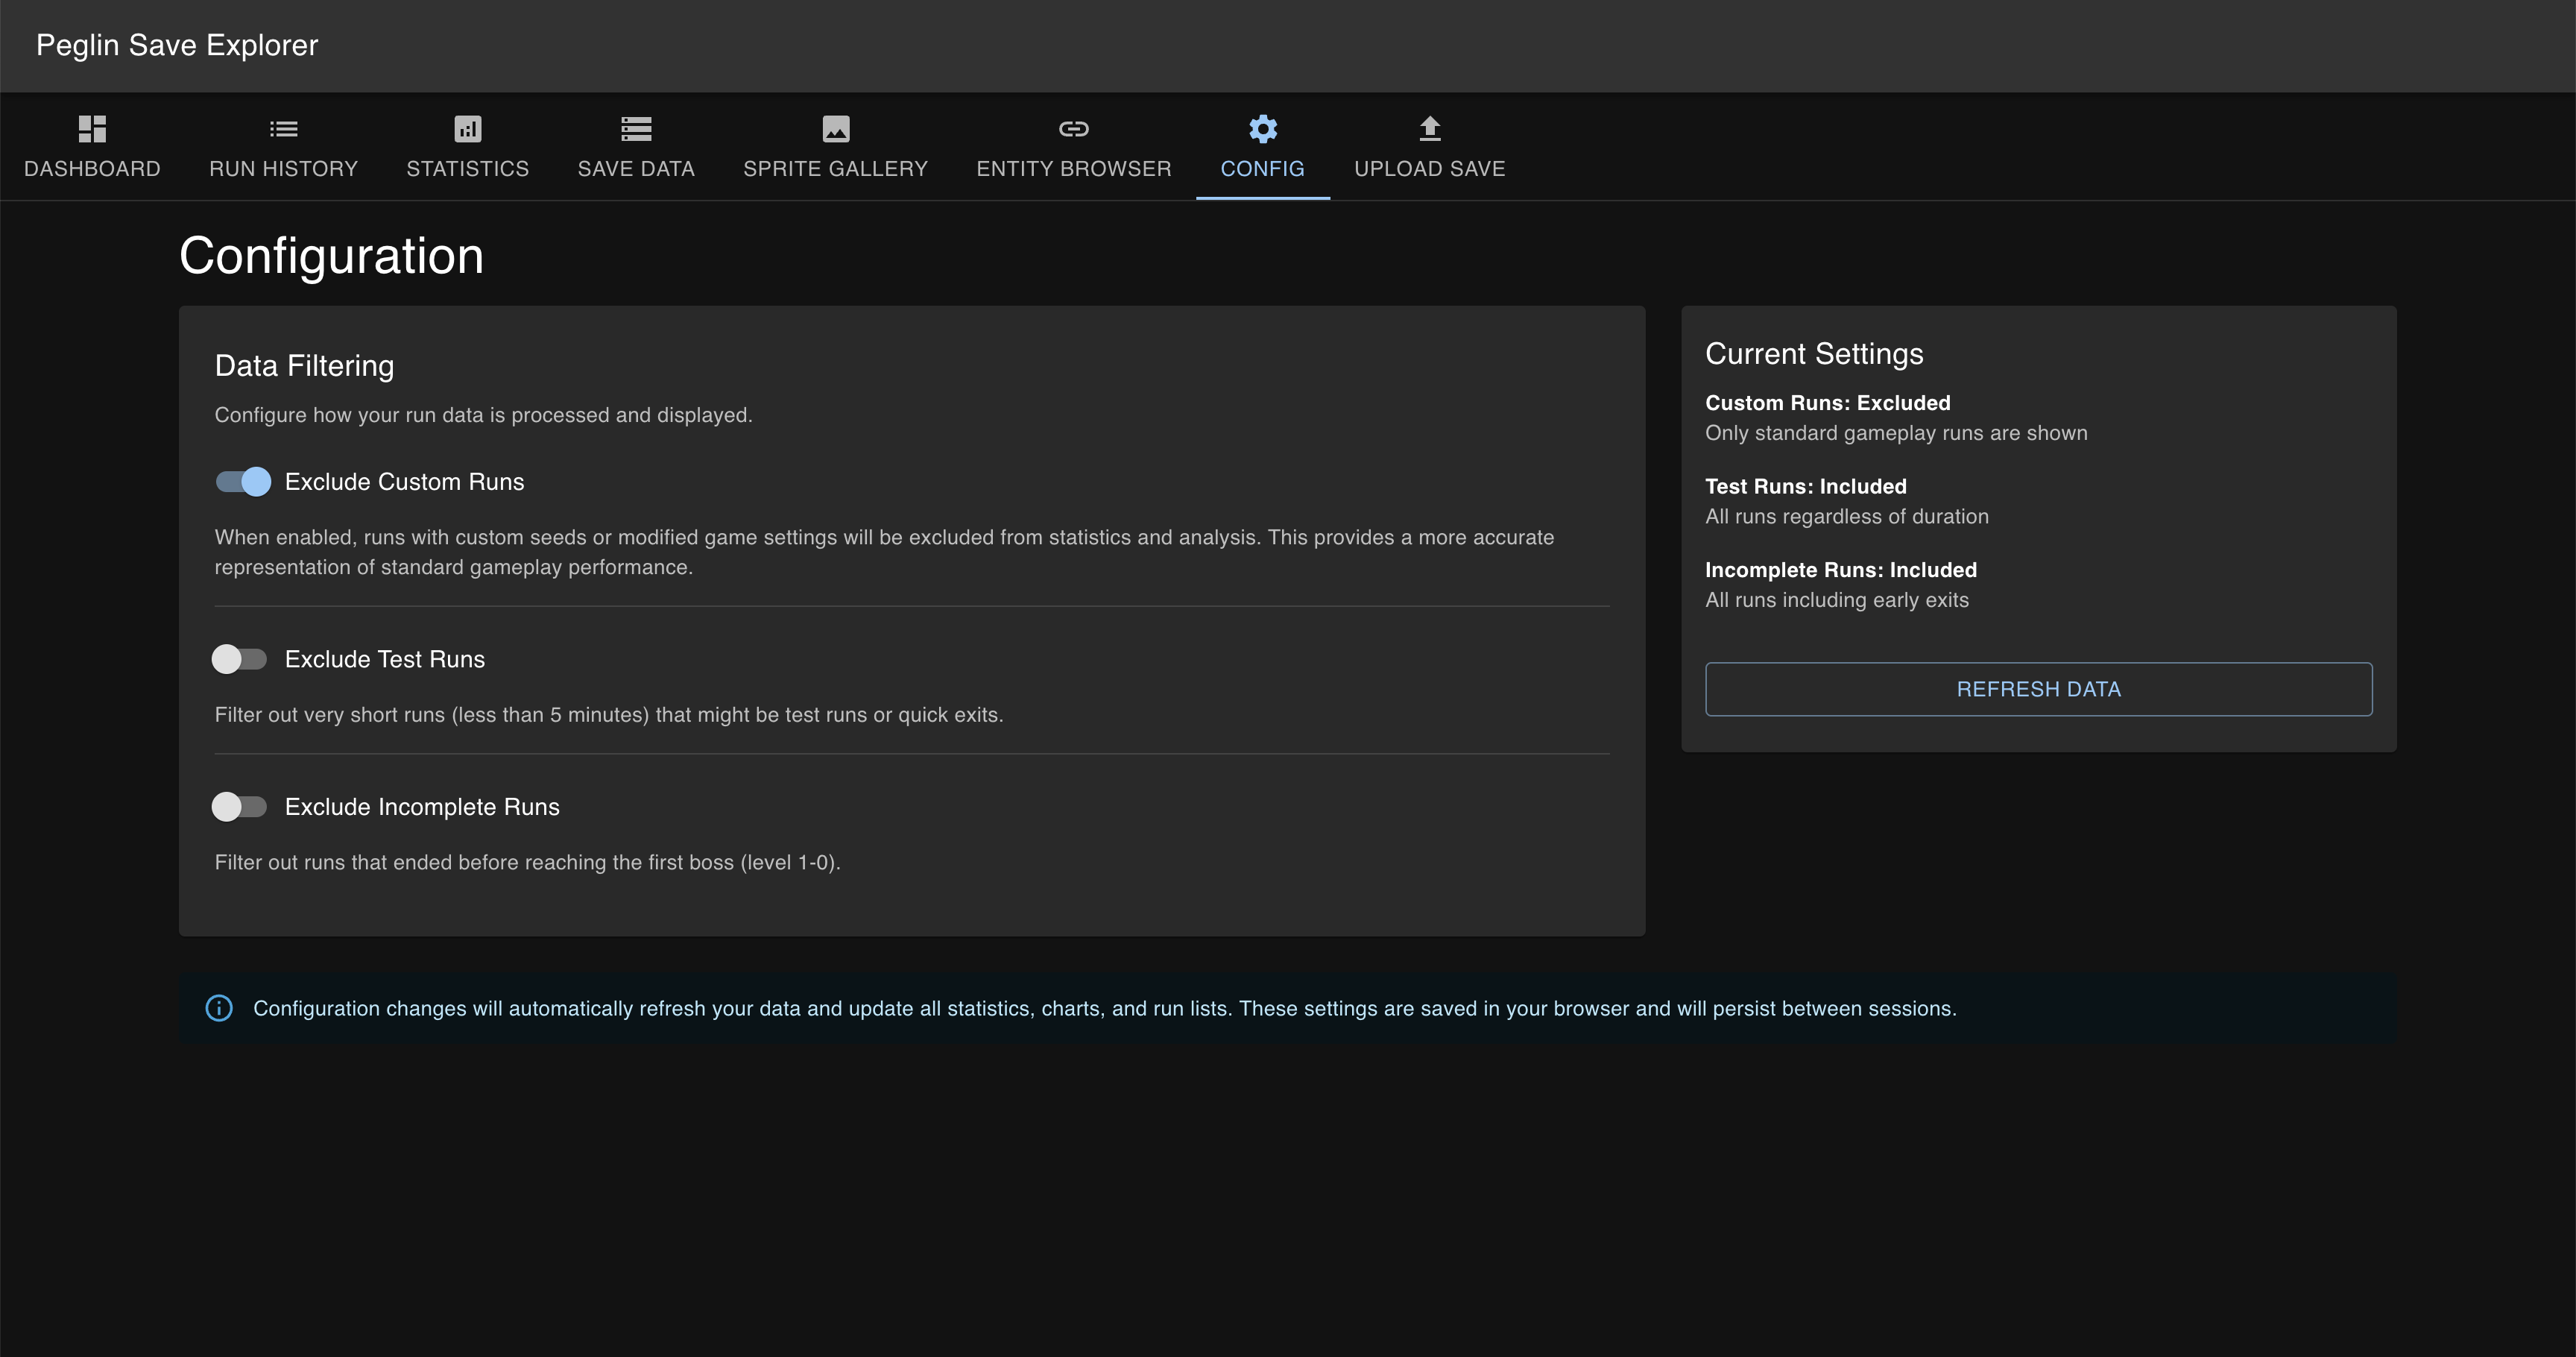 Peglin Save Explorer
DASHBOARD
RUN HISTORY
STATISTICS
SAVE DATA
SPRITE GALLERY
ENTITY BROWSER
CONFIG
UPLOAD SAVE
Configuration
Data Filtering
Configure how your run data is processed and displayed.
Exclude Custom Runs
When enabled, runs with custom seeds or modified game settings will be excluded from statistics and analysis. This provides a more accurate
representation of standard gameplay performance.
Exclude Test Runs
Filter out very short runs (less than 5 minutes) that might be test runs or quick exits.
Exclude Incomplete Runs
Filter out runs that ended before reaching the first boss (level 1-0).
Current Settings
Custom Runs: Excluded
Only standard gameplay runs are shown
Test Runs: Included
All runs regardless of duration
Incomplete Runs: Included
All runs including early exits
REFRESH DATA
Configuration changes will automatically refresh your data and update all statistics, charts, and run lists. These settings are saved in your browser and will persist between sessions.